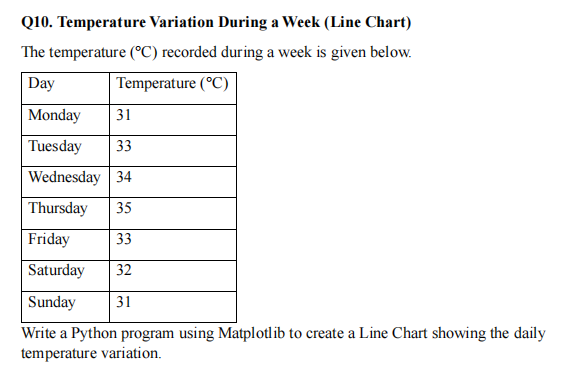 Q10. Temperature Variation During a Week (Line Chart)
The temperature (°C) recorded during a week is given below.
Day Temperature (°C)
Monday 31
Tuesday 33
Wednesday 34
Thursday 35
Friday 33
Saturday 32
Sunday 31
Write a Python program using Matplotlib to create a Line Chart showing the daily
temperature variation.